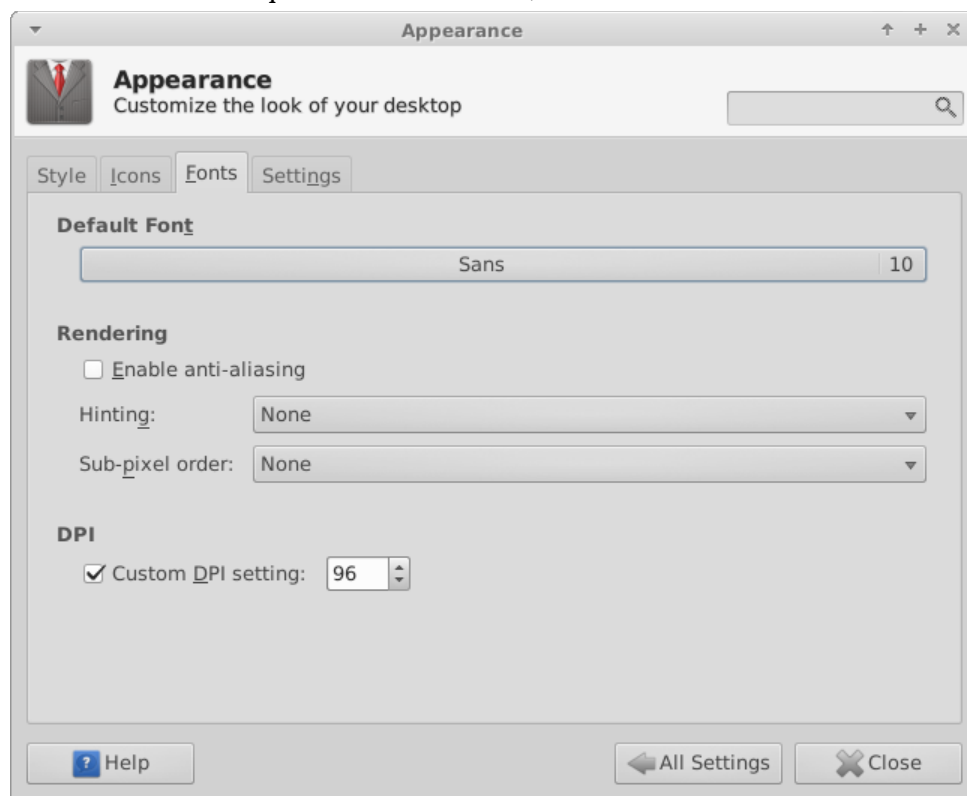 Appearance
Appearance
Customize the look of your desktop
Style Icons Fonts Settings
Default Font
Sans 10
Rendering
Enable anti-aliasing
Hinting: None
Sub-pixel order: None
DPI
Custom DPI setting: 96
? Help All Settings Close